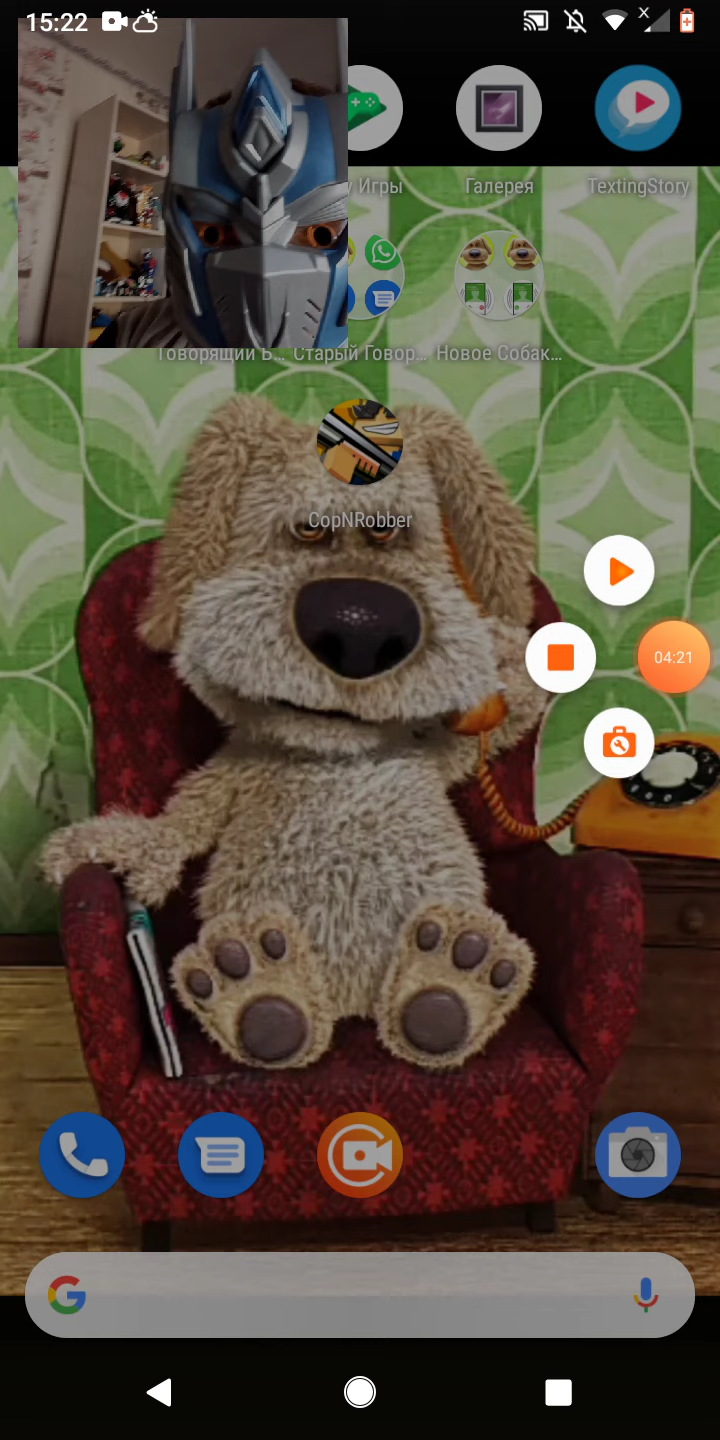 15:22
Игры
Галерея
TextingStory
Говорящий В…
Старый Говор…
Новое Собак…
CopNRobber
04:21